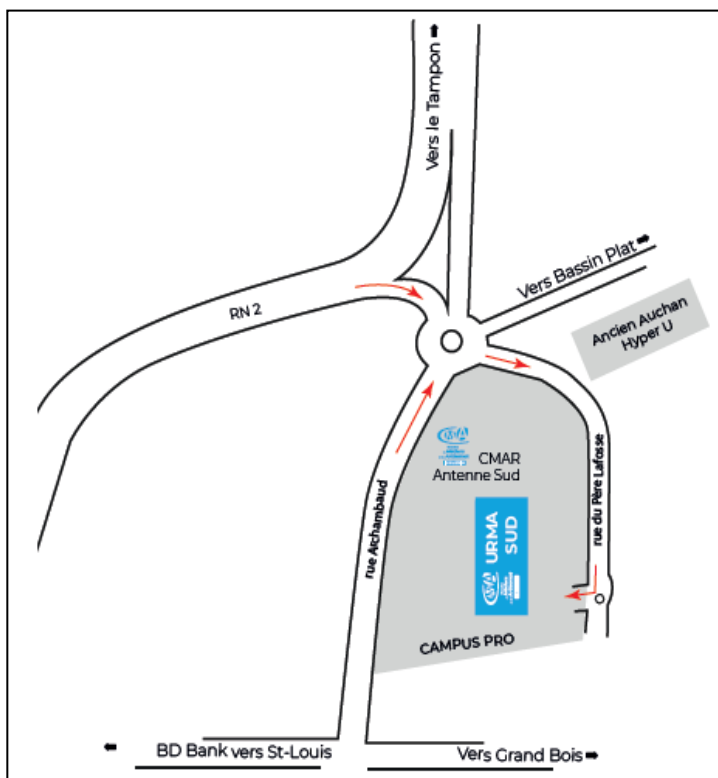 Vers le Tampon
Vers Bassin Plat
RN 2
Ancien Auchan
Hyper U
CMAR
Antenne Sud
URMA
SUD
rue du Père Lafosse
rue Archambaud
CAMPUS PRO
BD Bank vers St-Louis
Vers Grand Bois